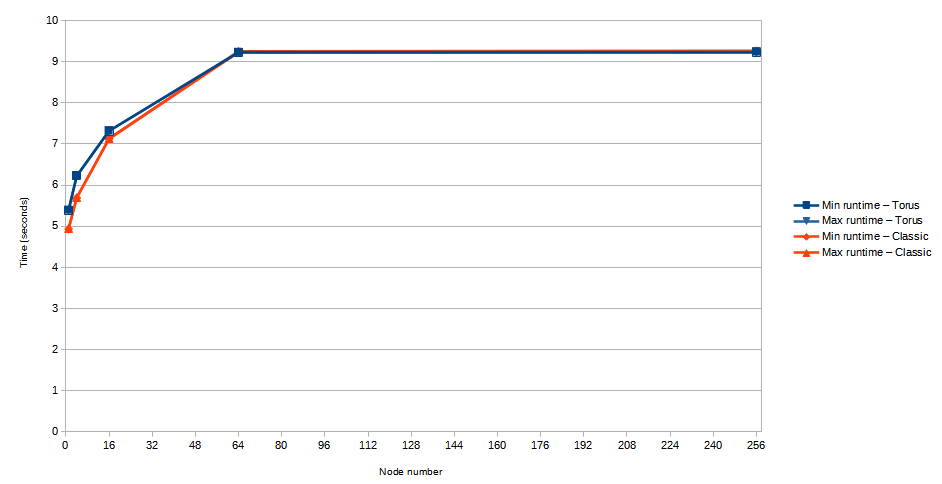 10
9
8
7
6
5
4
3
2
1
0
Time (seconds)
0 16 32 48 64 80 96 112 128 144 160 176 192 208 224 240 256
Node number
Min runtime – Torus
Max runtime – Torus
Min runtime – Classic
Max runtime – Classic